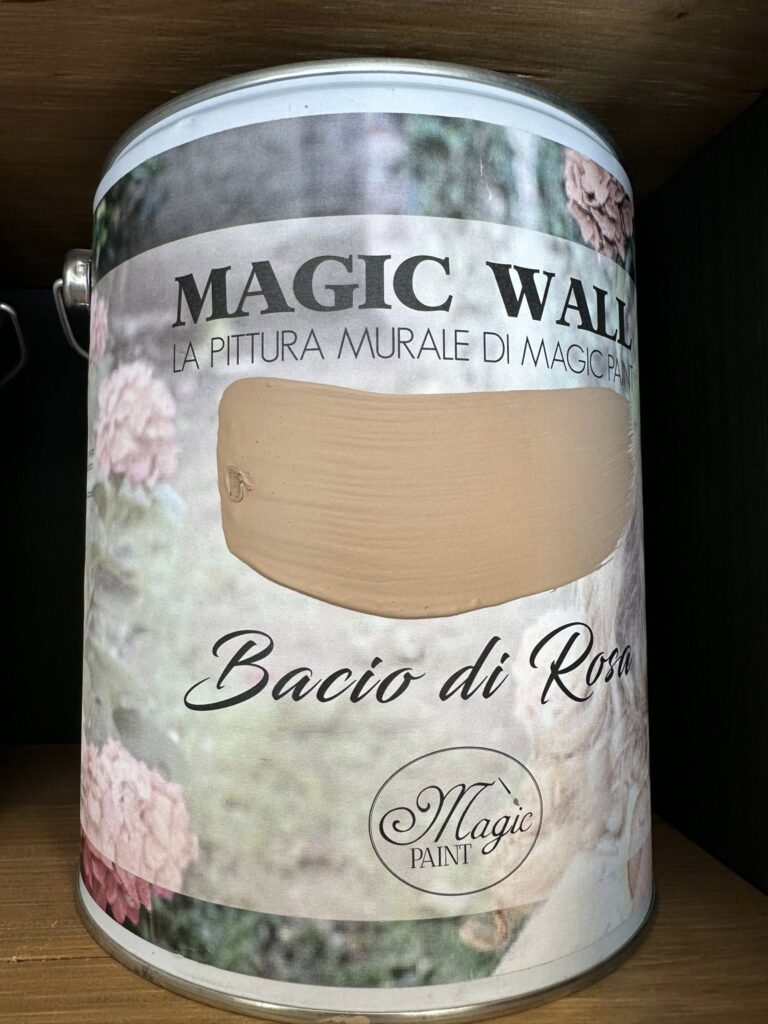 MAGIC WALL
LA PITTURA MURALE DI MAGIC PAINT
Bacio di Rosa
Magic
PAINT